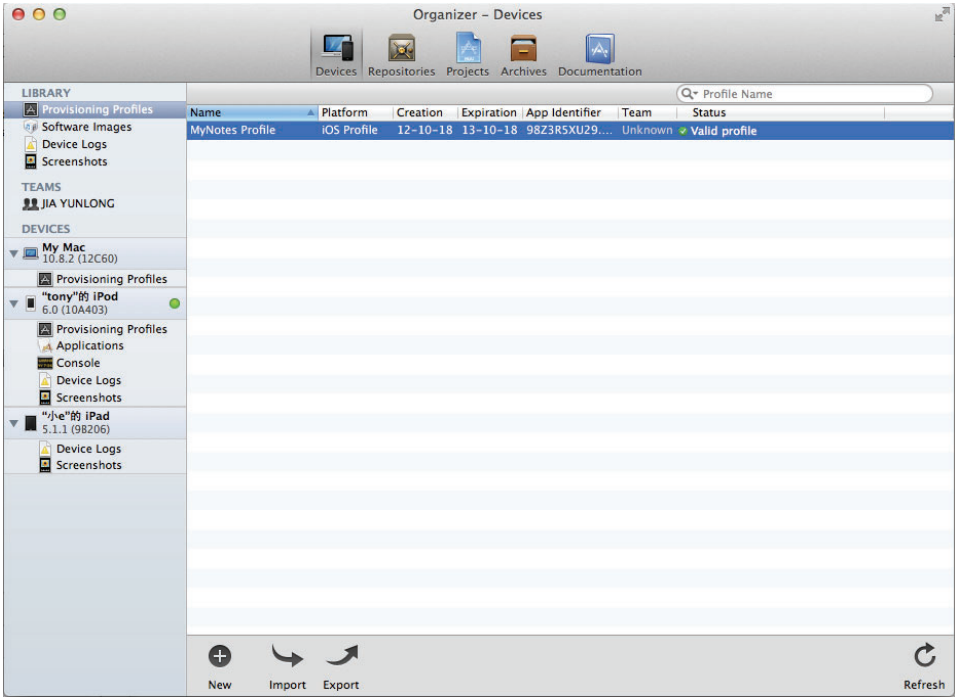 Organizer – Devices
Devices Repositories Projects Archives Documentation
LIBRARY
Provisioning Profiles
Software Images
Device Logs
Screenshots
TEAMS
JIA YUNLONG
DEVICES
My Mac
10.8.2 (12C60)
Provisioning Profiles
"tony"的 iPod
6.0 (10A403)
Provisioning Profiles
Applications
Console
Device Logs
Screenshots
"小e"的 iPad
5.1.1 (9B206)
Device Logs
Screenshots
Profile Name
Name Platform Creation Expiration App Identifier Team Status
MyNotes Profile iOS Profile 12-10-18 13-10-18 98Z3R5XU29.... Unknown Valid profile
New Import Export Refresh